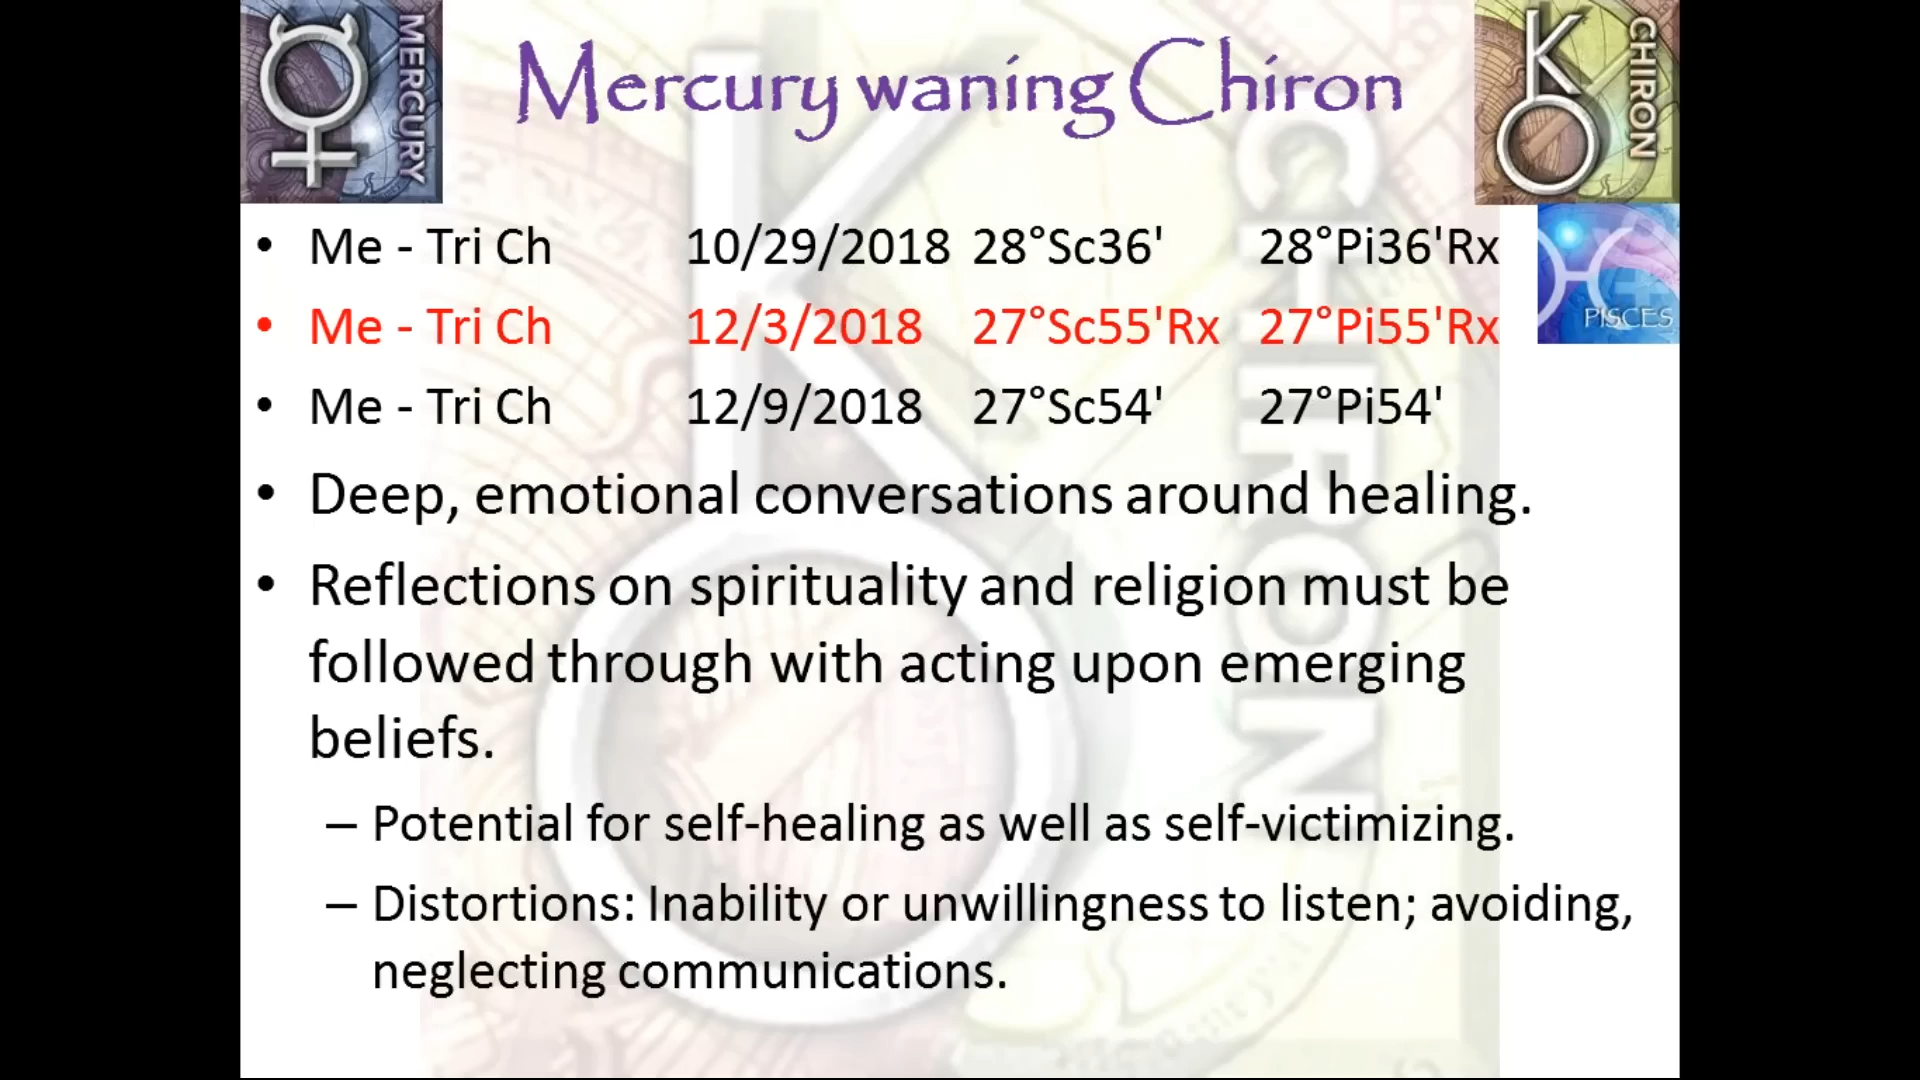 MERCURY
Mercury waning Chiron
CHIRON
• Me - Tri Ch 10/29/2018 28°Sc36' 28°Pi36'Rx
PISCES
• Me - Tri Ch 12/3/2018 27°Sc55'Rx 27°Pi55'Rx
• Me - Tri Ch 12/9/2018 27°Sc54' 27°Pi54'
• Deep, emotional conversations around healing.
• Reflections on spirituality and religion must be
followed through with acting upon emerging
beliefs.
– Potential for self-healing as well as self-victimizing.
– Distortions: Inability or unwillingness to listen; avoiding,
neglecting communications.
CHIRON